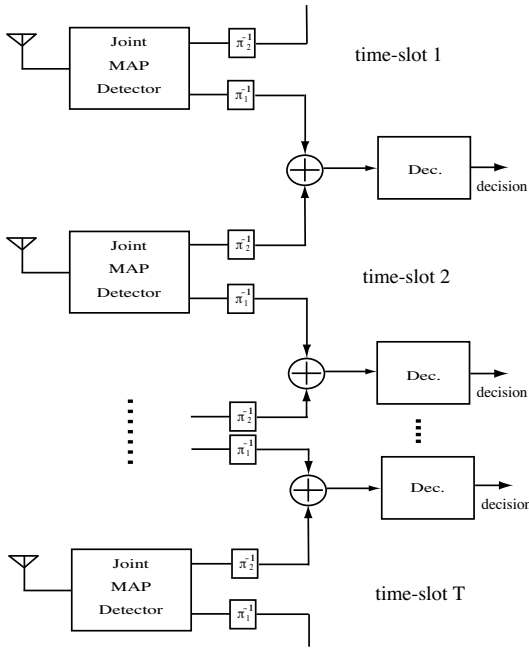 Joint
MAP
Detector
π₂⁻¹
π₁⁻¹
time-slot 1
Dec.
decision
Joint
MAP
Detector
π₂⁻¹
π₁⁻¹
time-slot 2
Dec.
decision
π₂⁻¹
π₁⁻¹
Dec.
decision
Joint
MAP
Detector
π₂⁻¹
π₁⁻¹
time-slot T